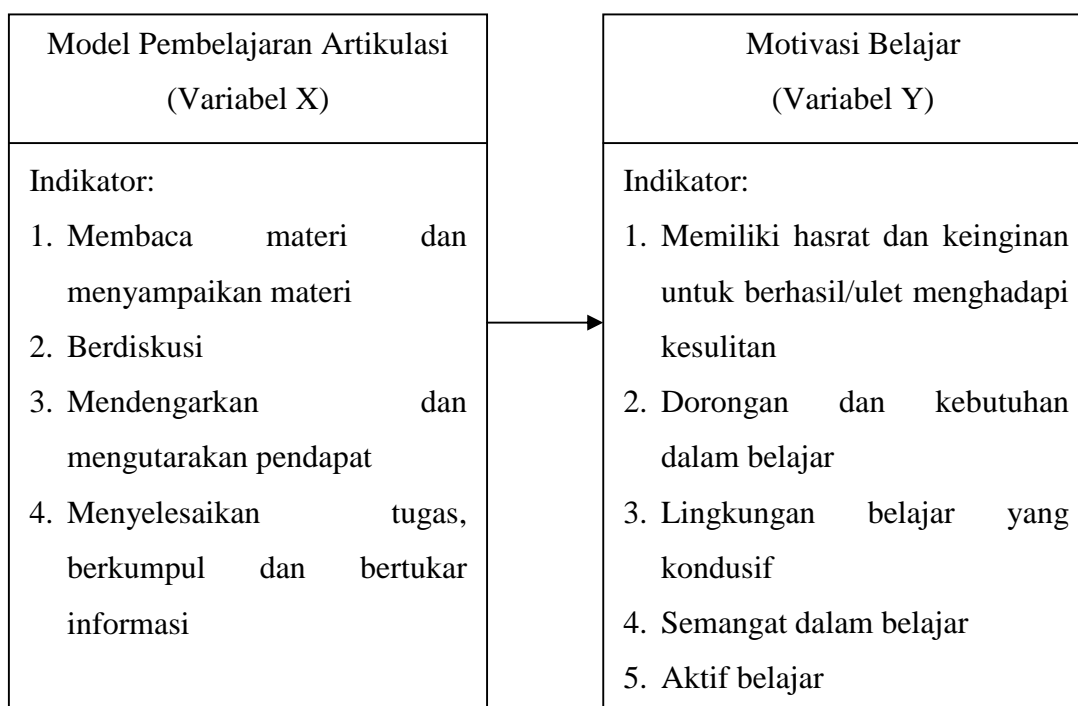 Model Pembelajaran Artikulasi
(Variabel X)
Indikator:
1. Membaca materi dan
menyampaikan materi
2. Berdiskusi
3. Mendengarkan dan
mengutarakan pendapat
4. Menyelesaikan tugas,
berkumpul dan bertukar
informasi
Motivasi Belajar
(Variabel Y)
Indikator:
1. Memiliki hasrat dan keinginan
untuk berhasil/ulet menghadapi
kesulitan
2. Dorongan dan kebutuhan
dalam belajar
3. Lingkungan belajar yang
kondusif
4. Semangat dalam belajar
5. Aktif belajar